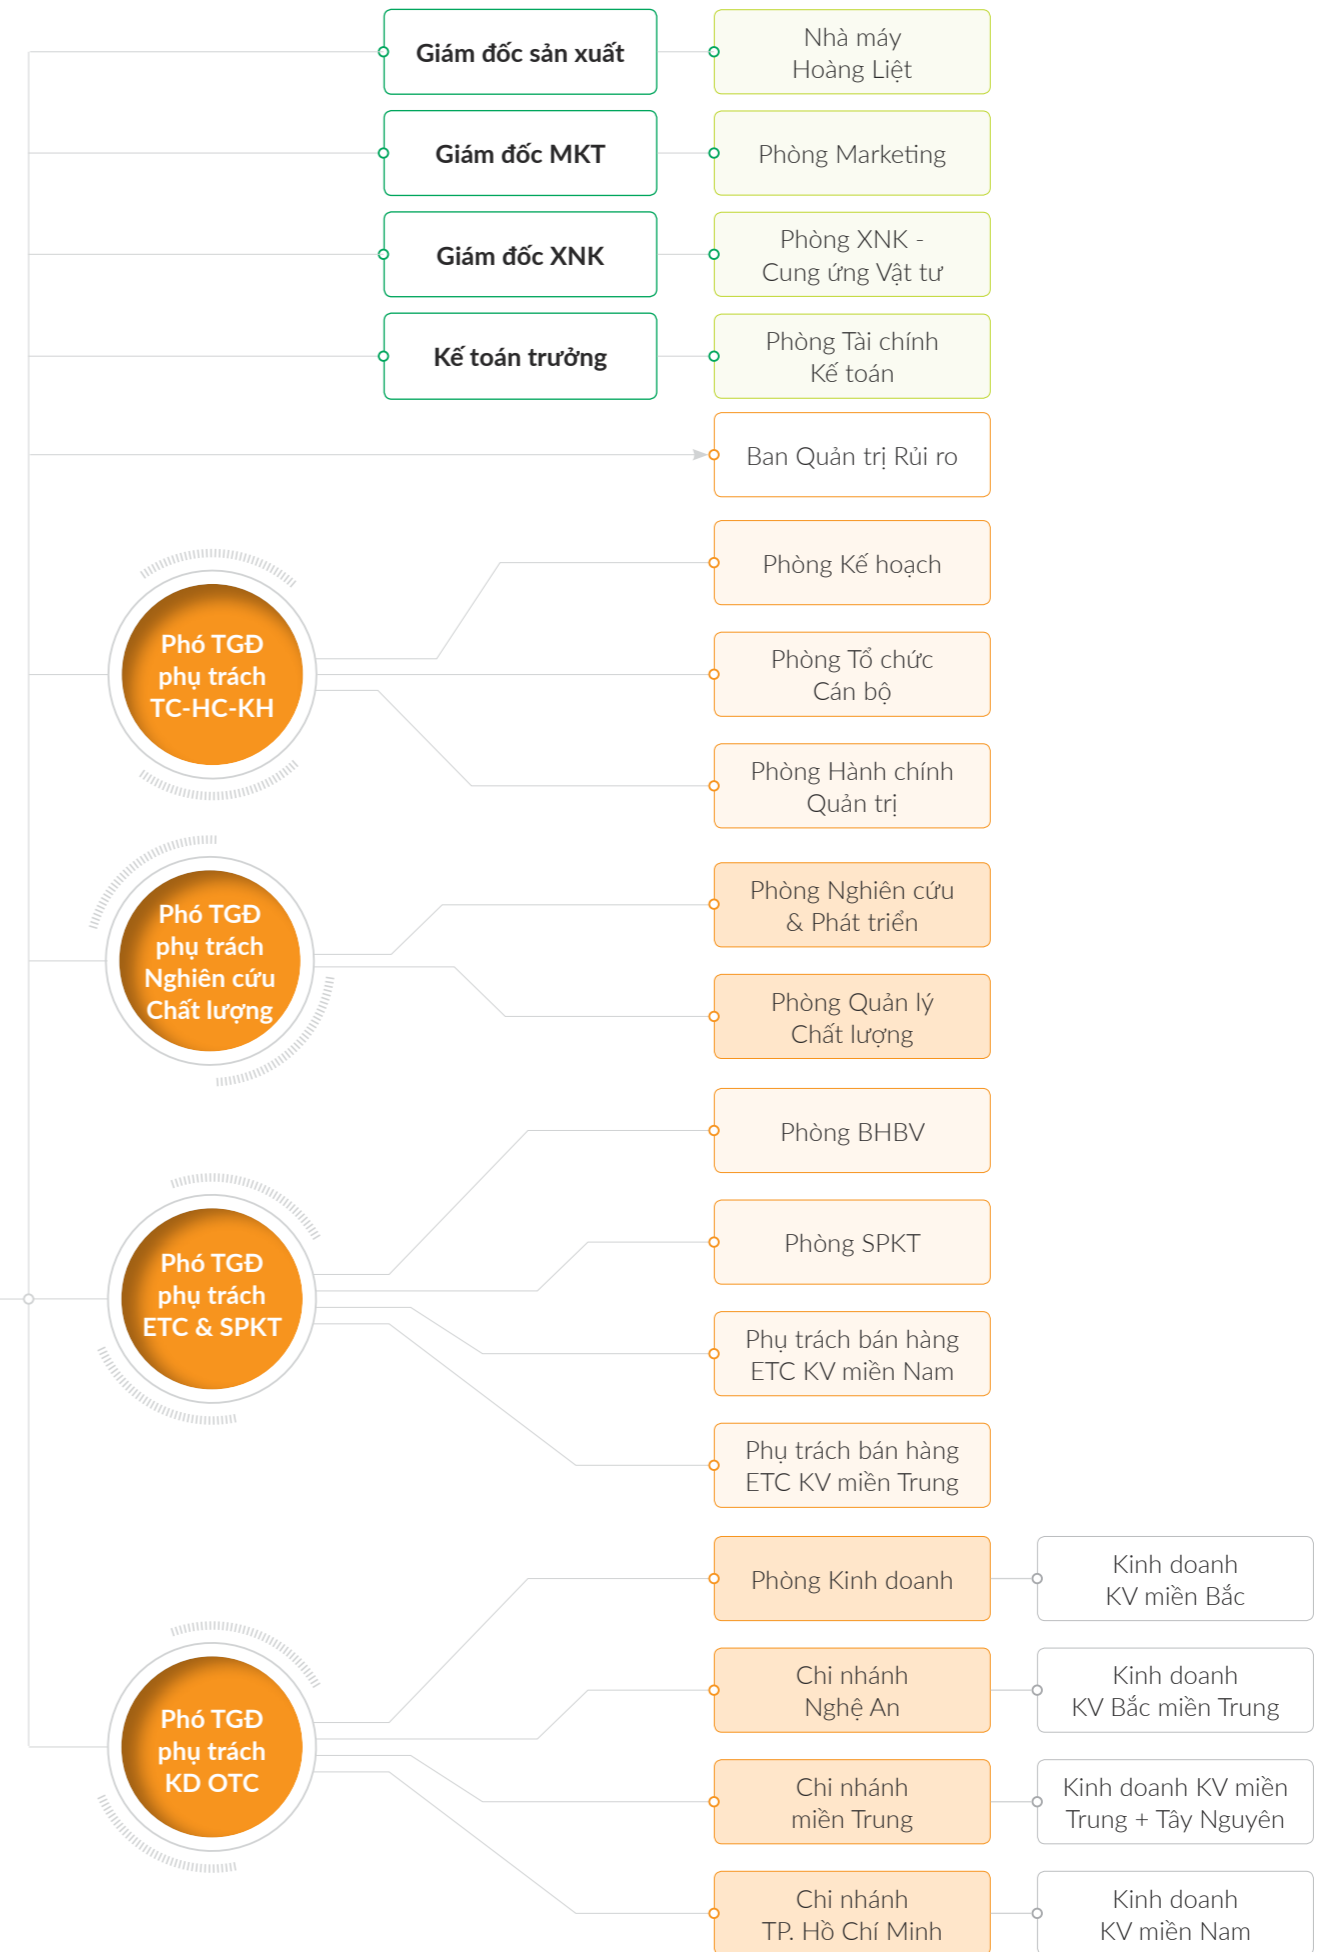 Giám đốc sản xuất
Nhà máy
Hoàng Liệt
Giám đốc MKT
Phòng Marketing
Giám đốc XNK
Phòng XNK -
Cung ứng Vật tư
Kế toán trưởng
Phòng Tài chính
Kế toán
Ban Quản trị Rủi ro
Phó TGĐ
phụ trách
TC-HC-KH
Phòng Kế hoạch
Phòng Tổ chức
Cán bộ
Phòng Hành chính
Quản trị
Phó TGĐ
phụ trách
Nghiên cứu
Chất lượng
Phòng Nghiên cứu
& Phát triển
Phòng Quản lý
Chất lượng
Phó TGĐ
phụ trách
ETC & SPKT
Phòng BHBV
Phòng SPKT
Phụ trách bán hàng
ETC KV miền Nam
Phụ trách bán hàng
ETC KV miền Trung
Phó TGĐ
phụ trách
KD OTC
Phòng Kinh doanh
Kinh doanh
KV miền Bắc
Chi nhánh
Nghệ An
Kinh doanh
KV Bắc miền Trung
Chi nhánh
miền Trung
Kinh doanh KV miền
Trung + Tây Nguyên
Chi nhánh
TP. Hồ Chí Minh
Kinh doanh
KV miền Nam